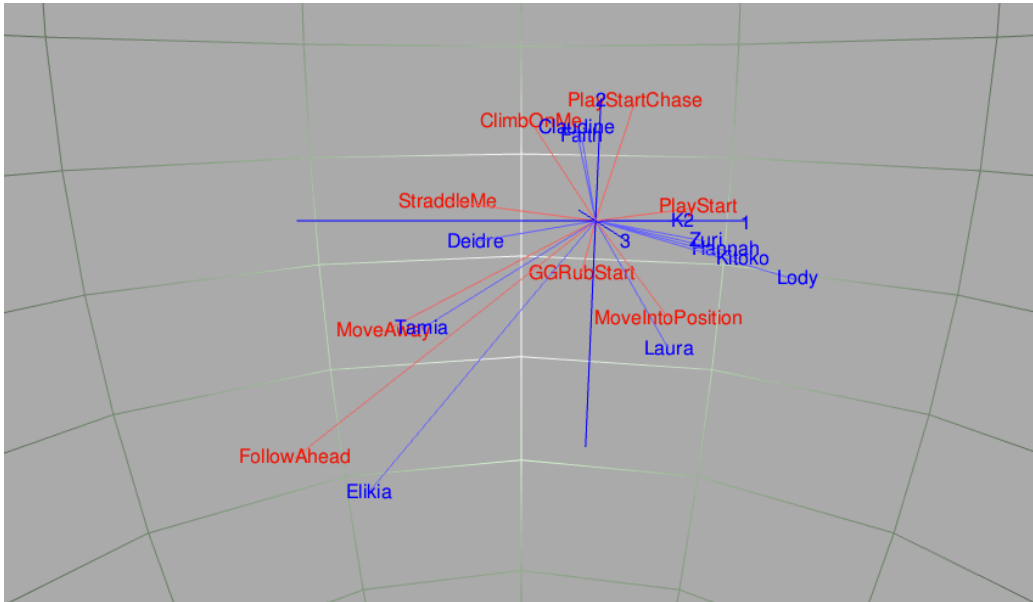 PlayStartChase
2
ClimbOnMe
Claudine
Faith
StraddleMe
PlayStart
K2
1
Deidre
3
Zuri
Hannah
Kitoko
GGRubStart
Lody
MoveIntoPosition
MoveAway
Tamia
Laura
FollowAhead
Elikia